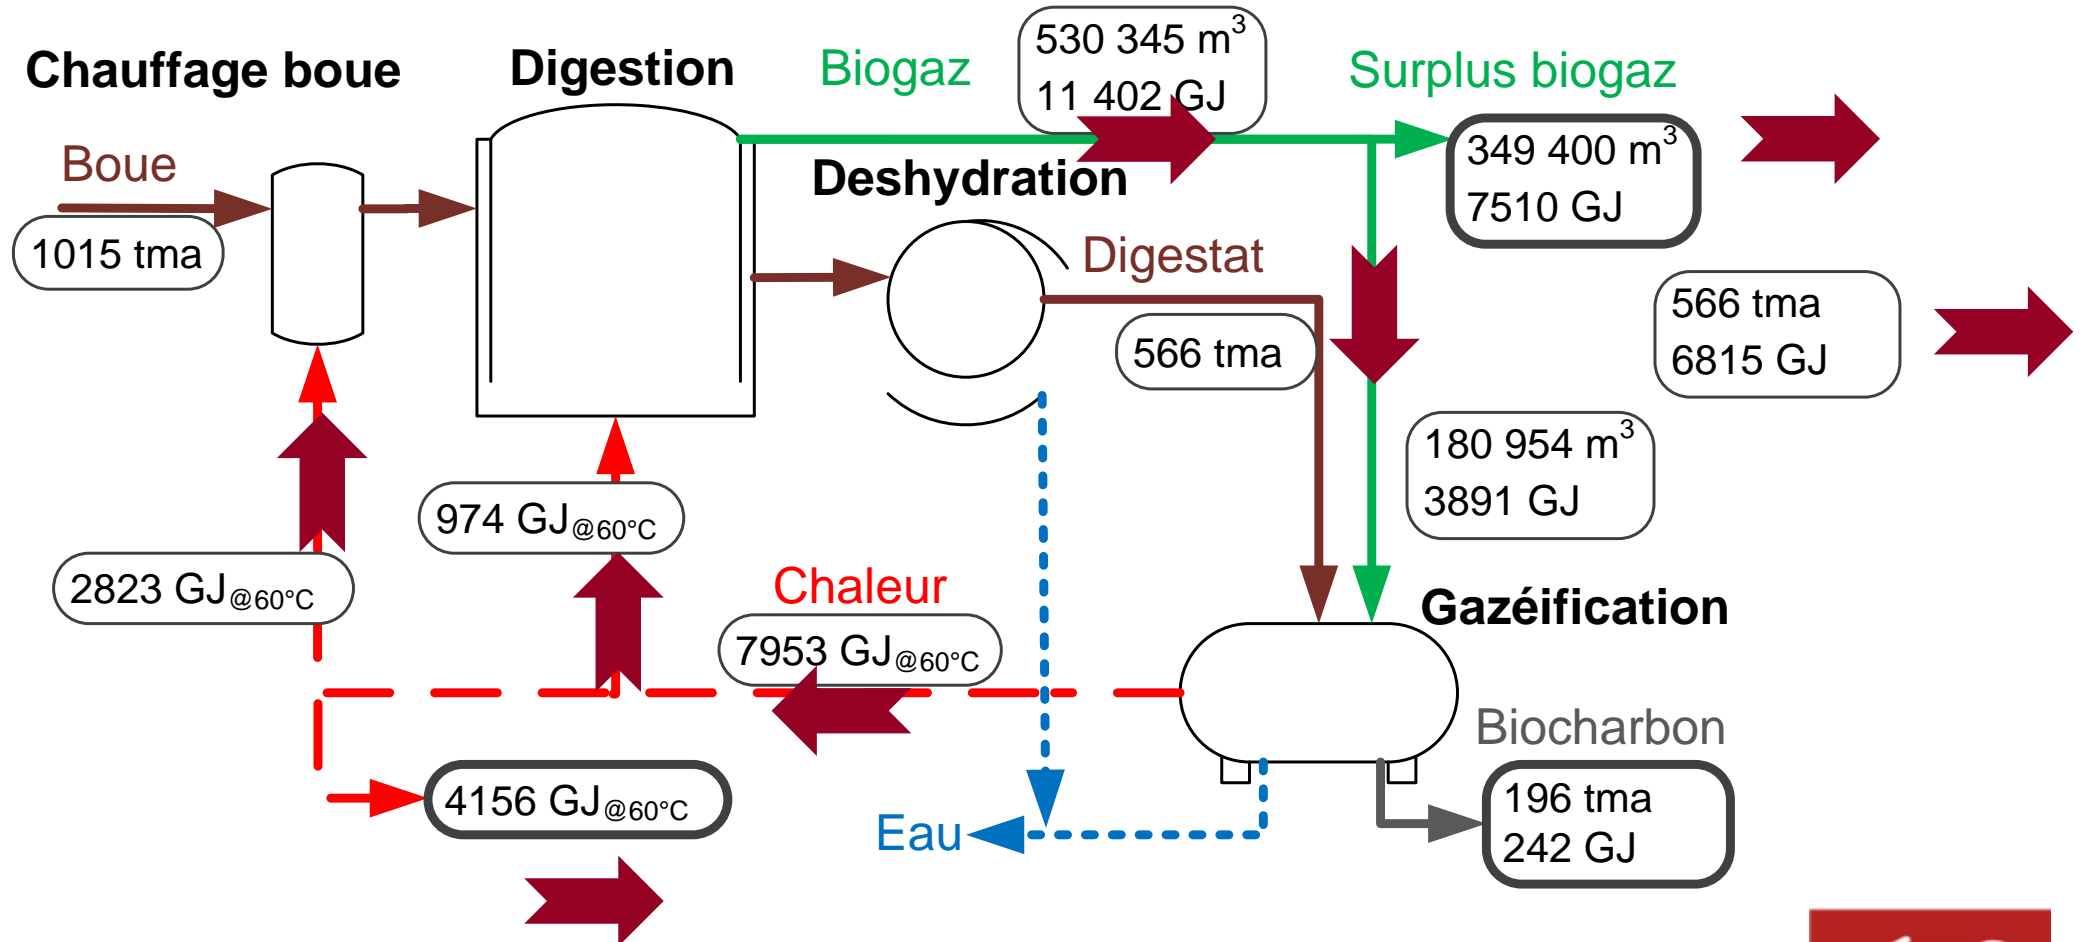 Chauffage boue
Digestion
Biogaz
530 345 m³
11 402 GJ
Surplus biogaz
349 400 m³
7510 GJ
Boue
1015 tma
Deshydration
Digestat
566 tma
566 tma
6815 GJ
180 954 m³
3891 GJ
974 GJ@60°C
2823 GJ@60°C
Chaleur
7953 GJ@60°C
Gazéification
Biocharbon
196 tma
242 GJ
4156 GJ@60°C
Eau